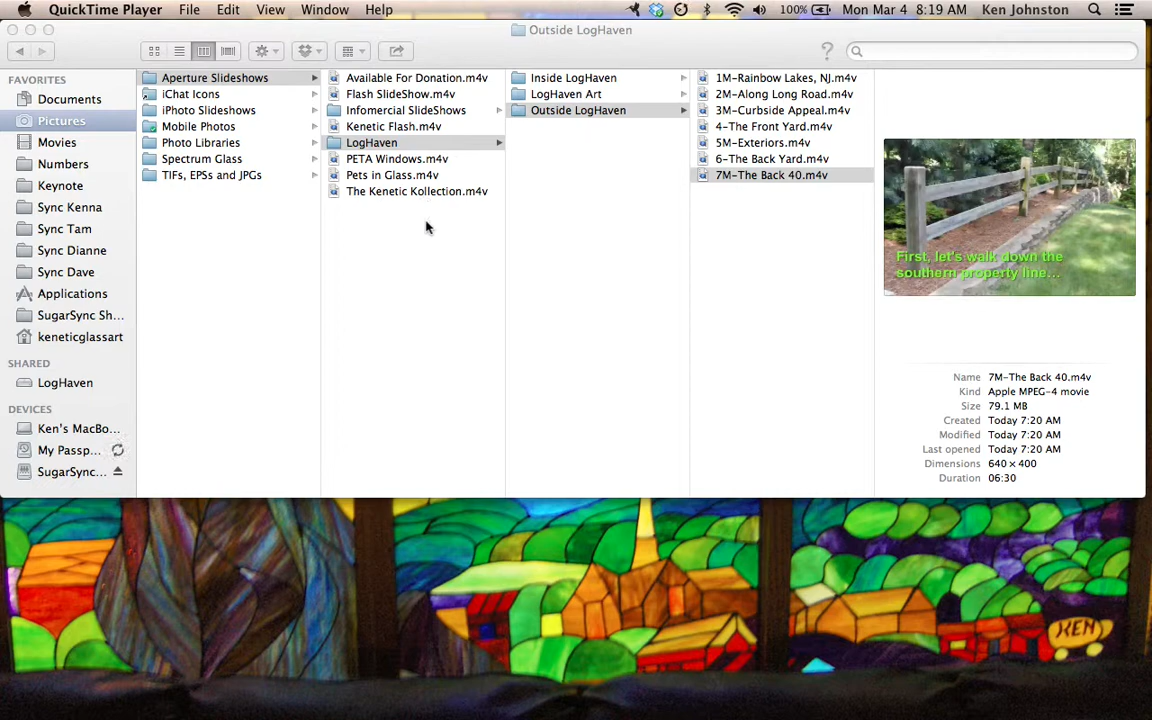 QuickTime Player File Edit View Window Help 100% Mon Mar 4 8:19 AM Ken Johnston
Outside LogHaven
FAVORITES
Documents
Pictures
Movies
Numbers
Keynote
Sync Kenna
Sync Tam
Sync Dianne
Sync Dave
Applications
SugarSync Sh...
keneticglassart
SHARED
LogHaven
DEVICES
Ken's MacBo...
My Passp...
SugarSync...
Aperture Slideshows
iChat Icons
iPhoto Slideshows
Mobile Photos
Photo Libraries
Spectrum Glass
TIFs, EPSs and JPGs
Available For Donation.m4v
Flash SlideShow.m4v
Infomercial SlideShows
Kenetic Flash.m4v
LogHaven
PETA Windows.m4v
Pets in Glass.m4v
The Kenetic Kollection.m4v
Inside LogHaven
LogHaven Art
Outside LogHaven
1M-Rainbow Lakes, NJ.m4v
2M-Along Long Road.m4v
3M-Curbside Appeal.m4v
4-The Front Yard.m4v
5M-Exteriors.m4v
6-The Back Yard.m4v
7M-The Back 40.m4v
First, let's walk down the
southern property line...
Name 7M-The Back 40.m4v
Kind Apple MPEG-4 movie
Size 79.1 MB
Created Today 7:20 AM
Modified Today 7:20 AM
Last opened Today 7:20 AM
Dimensions 640 × 400
Duration 06:30
KEN